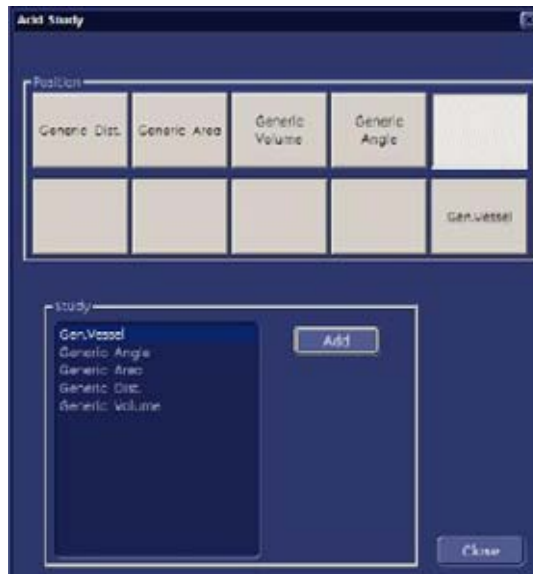 Add Study
Position
Generic Dist.
Generic Area
Generic
Volume
Generic
Angle
Gen.Vessel
Study
Gen.Vessel
Generic Angle
Generic Area
Generic Dist.
Generic Volume
Add
Close